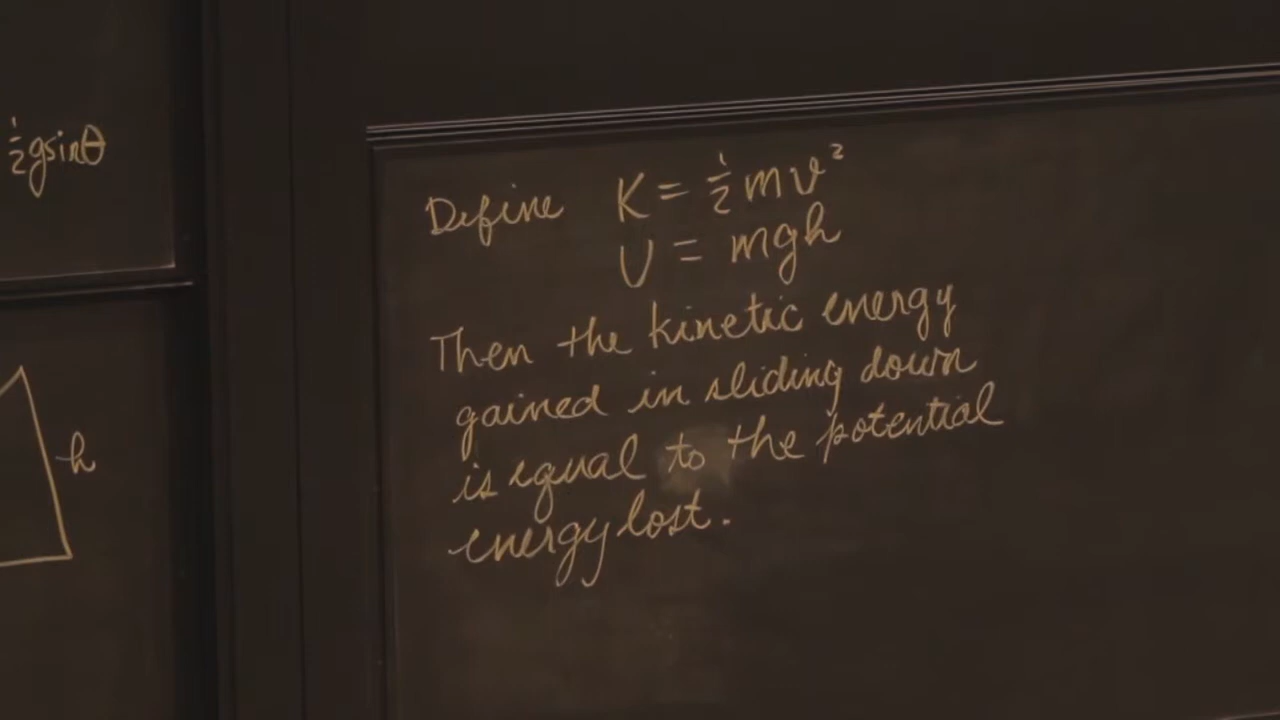 ½gsinθ
h
Define K = ½mv²
U = mgh
Then the kinetic energy
gained in sliding down
is equal to the potential
energy lost.